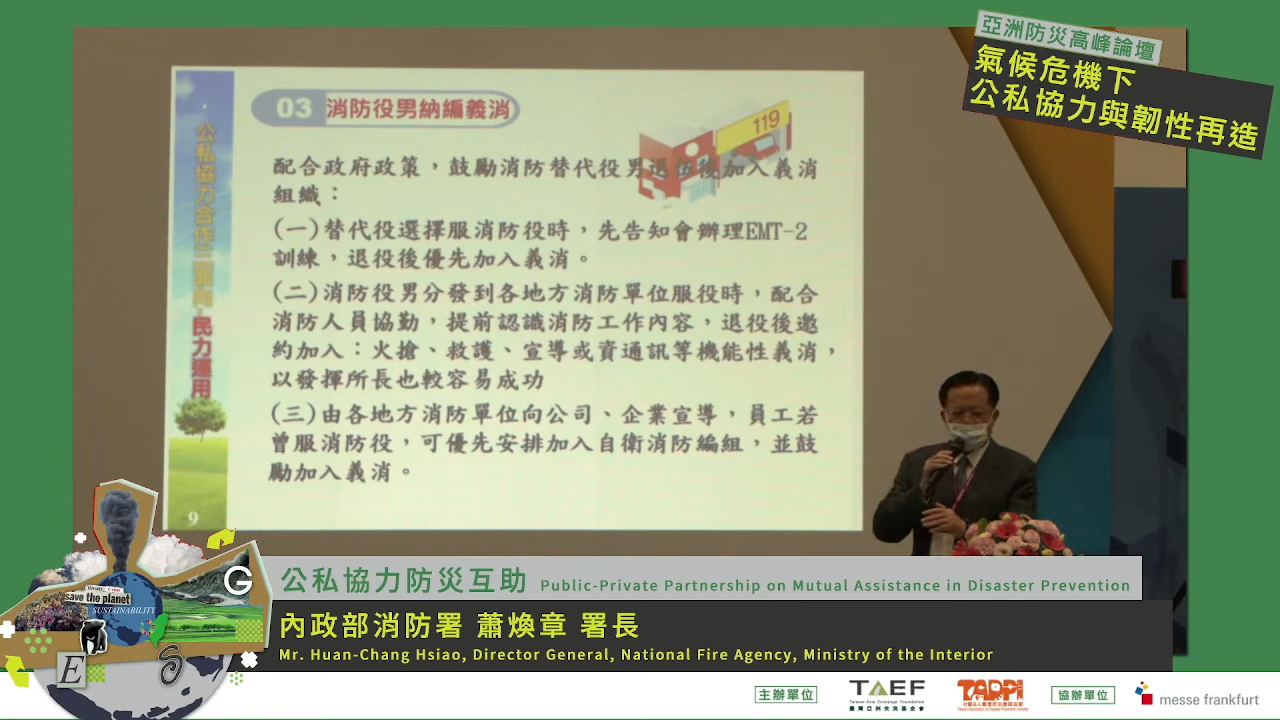 亞洲防災高峰論壇
氣候危機下
公私協力與韌性再造
03 消防役男納編義消
119
配合政府政策，鼓勵消防替代役男退伍後加入義消
組織：
(一)替代役選擇服消防役時，先告知會辦理EMT-2
訓練，退役後優先加入義消。
(二)消防役男分發到各地方消防單位服役時，配合
消防人員協勤，提前認識消防工作內容，退役後邀
約加入：火搶、救護、宣導或資通訊等機能性義消，
以發揮所長也較容易成功
(三)由各地方消防單位向公司、企業宣導，員工若
曾服消防役，可優先安排加入自衛消防編組，並鼓
勵加入義消。
公私協力合作三面向-民力運用
9
save the planet
SUSTAINABILITY
E
S
G
公私協力防災互助 Public-Private Partnership on Mutual Assistance in Disaster Prevention
內政部消防署 蕭煥章 署長
Mr. Huan-Chang Hsiao, Director General, National Fire Agency, Ministry of the Interior
主辦單位
TAEF
Taiwan-Asia Exchange Foundation
臺灣亞洲交流基金會
TADPI
協辦單位
messe frankfurt